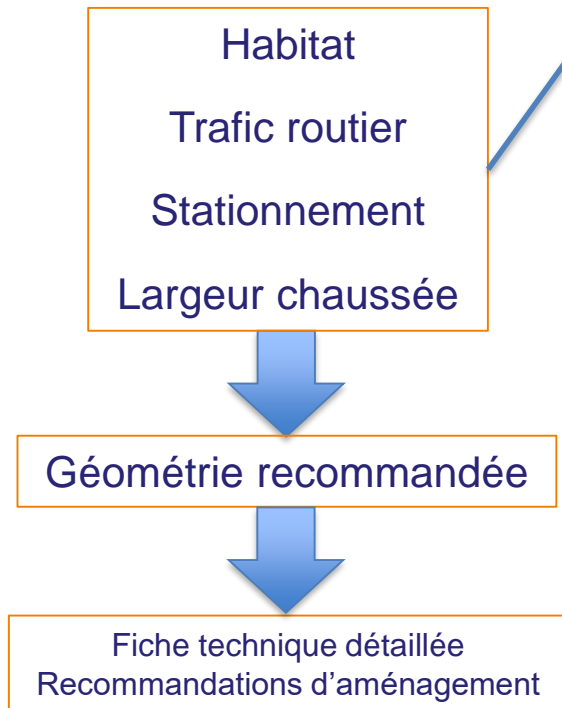 Habitat
Trafic routier
Stationnement
Largeur chaussée
Géométrie recommandée
Fiche technique détaillée
Recommandations d’aménagement